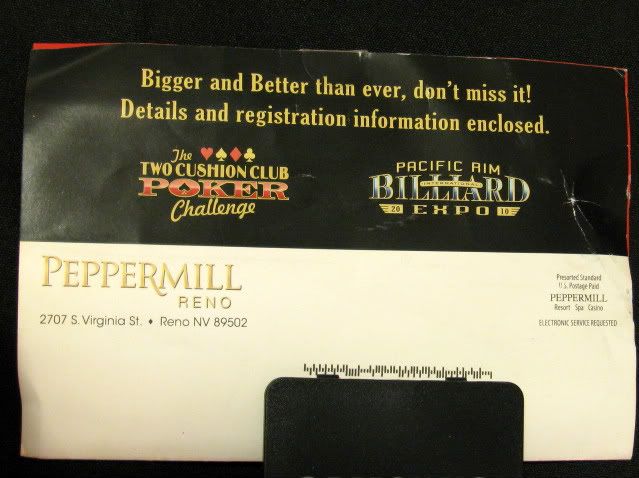 Bigger and Better than ever, don't miss it!
Details and registration information enclosed.
The
TWO CUSHION CLUB
POKER
Challenge
PACIFIC RIM
BILLIARD
INTERNATIONAL
20 EXPO 10
PEPPERMILL
RENO
2707 S. Virginia St. ♦ Reno NV 89502
Presorted Standard
U.S. Postage Paid
PEPPERMILL
Resort Spa Casino
ELECTRONIC SERVICE REQUESTED